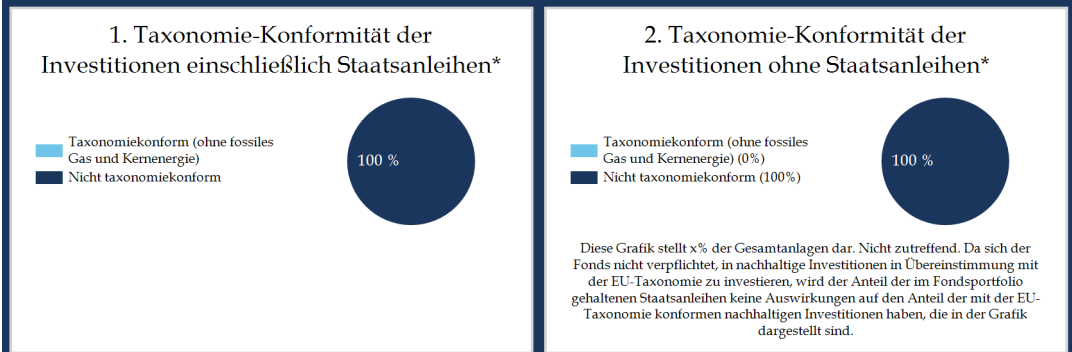 1. Taxonomie-Konformität der
Investitionen einschließlich Staatsanleihen*
Taxonomiekonform (ohne fossiles
Gas und Kernenergie)
Nicht taxonomiekonform
100 %
2. Taxonomie-Konformität der
Investitionen ohne Staatsanleihen*
Taxonomiekonform (ohne fossiles
Gas und Kernenergie) (0%)
Nicht taxonomiekonform (100%)
100 %
Diese Grafik stellt x% der Gesamtanlagen dar. Nicht zutreffend. Da sich der
Fonds nicht verpflichtet, in nachhaltige Investitionen in Übereinstimmung mit
der EU-Taxonomie zu investieren, wird der Anteil der im Fondsportfolio
gehaltenen Staatsanleihen keine Auswirkungen auf den Anteil der mit der EU-
Taxonomie konformen nachhaltigen Investitionen haben, die in der Grafik
dargestellt sind.